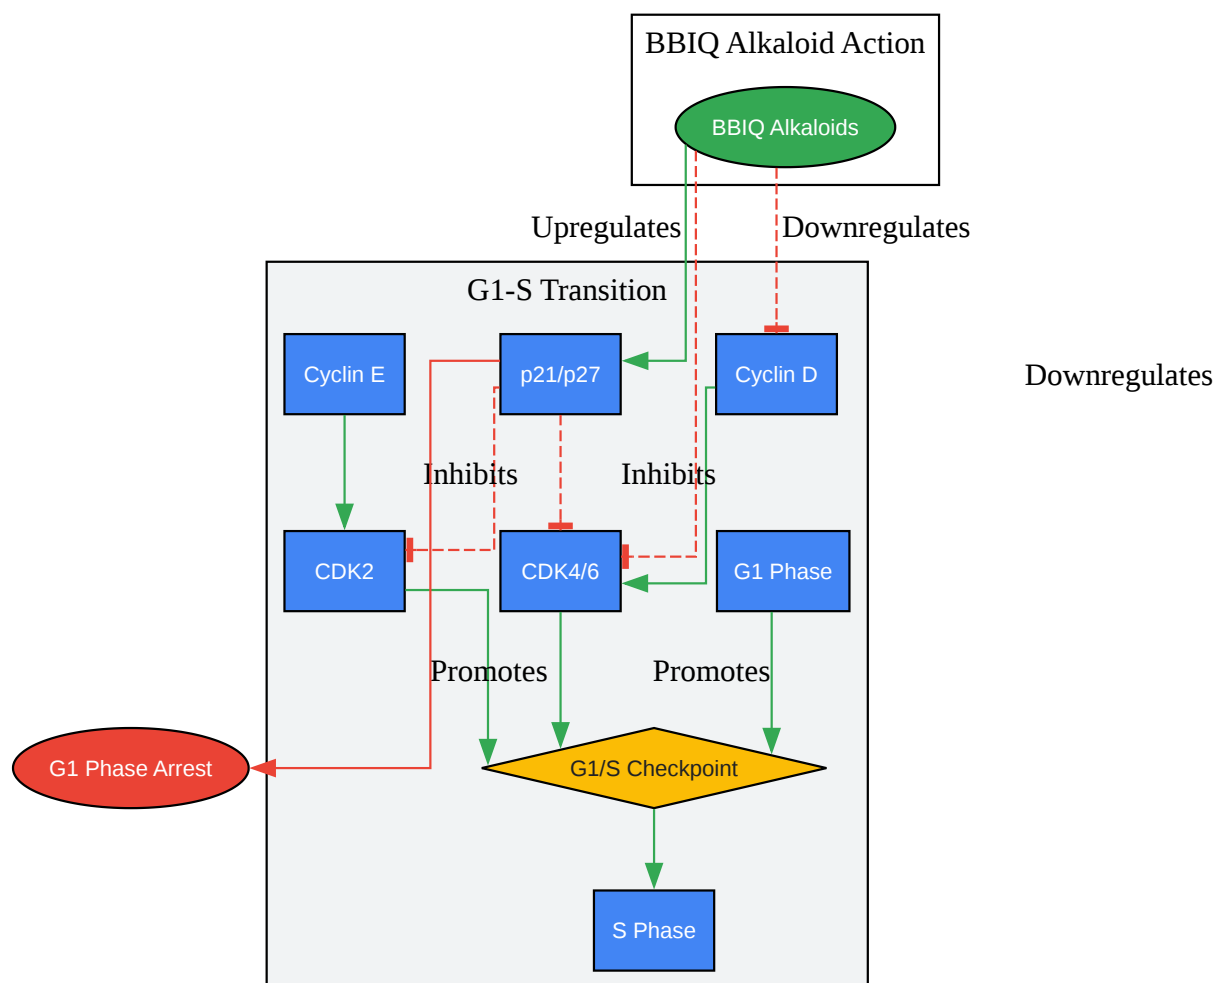 BBIQ Alkaloid Action
BBIQ Alkaloids
Upregulates
Downregulates
G1-S Transition
Cyclin E
p21/p27
Cyclin D
Downregulates
Inhibits
Inhibits
CDK2
CDK4/6
G1 Phase
Promotes
Promotes
G1 Phase Arrest
G1/S Checkpoint
S Phase